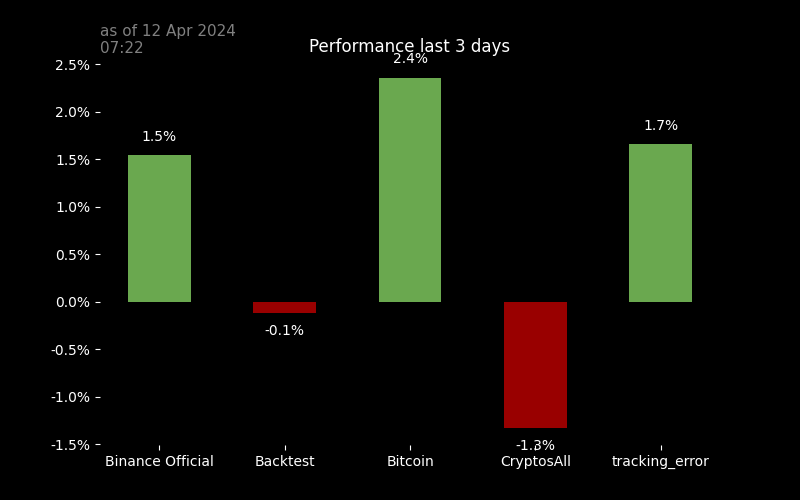 as of 12 Apr 2024
07:22
Performance last 3 days
2.5%
2.0%
1.5%
1.0%
0.5%
0.0%
-0.5%
-1.0%
-1.5%
1.5%
-0.1%
2.4%
-1.3%
1.7%
Binance Official
Backtest
Bitcoin
CryptosAll
tracking_error